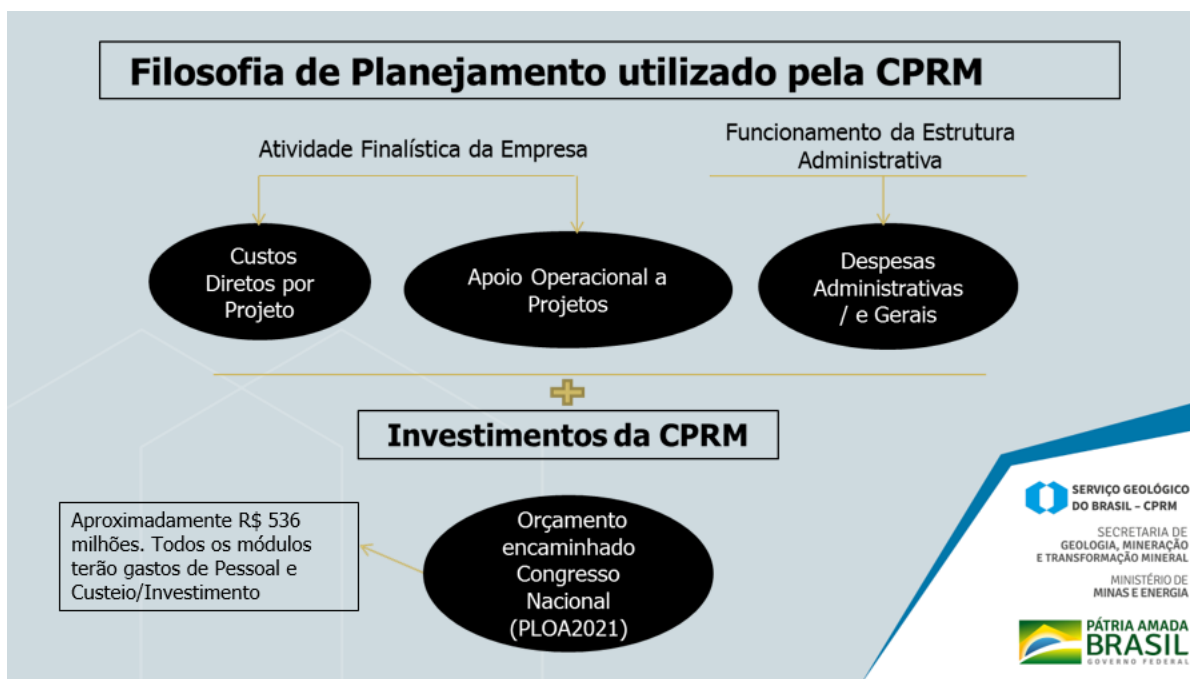 Filosofia de Planejamento utilizado pela CPRM
Atividade Finalística da Empresa
Funcionamento da Estrutura
Administrativa
Custos
Diretos por
Projeto
Apoio Operacional a
Projetos
Despesas
Administrativas
/ e Gerais
Investimentos da CPRM
Aproximadamente R$ 536
milhões. Todos os módulos
terão gastos de Pessoal e
Custeio/Investimento
Orçamento
encaminhado
Congresso
Nacional
(PLOA2021)
SERVIÇO GEOLÓGICO
DO BRASIL – CPRM
SECRETARIA DE
GEOLOGIA, MINERAÇÃO
E TRANSFORMAÇÃO MINERAL
MINISTÉRIO DE
MINAS E ENERGIA
PÁTRIA AMADA
BRASIL
GOVERNO FEDERAL